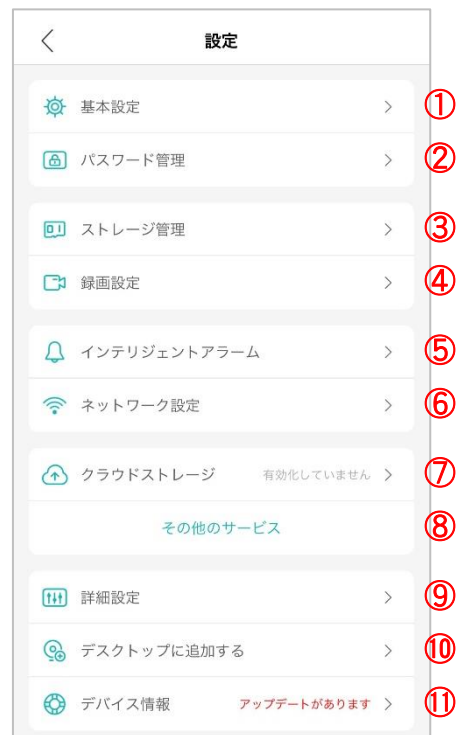 設定
基本設定 ①
パスワード管理 ②
ストレージ管理 ③
録画設定 ④
インテリジェントアラーム ⑤
ネットワーク設定 ⑥
クラウドストレージ 有効化していません ⑦
その他のサービス ⑧
詳細設定 ⑨
デスクトップに追加する ⑩
デバイス情報 アップデートがあります ⑪